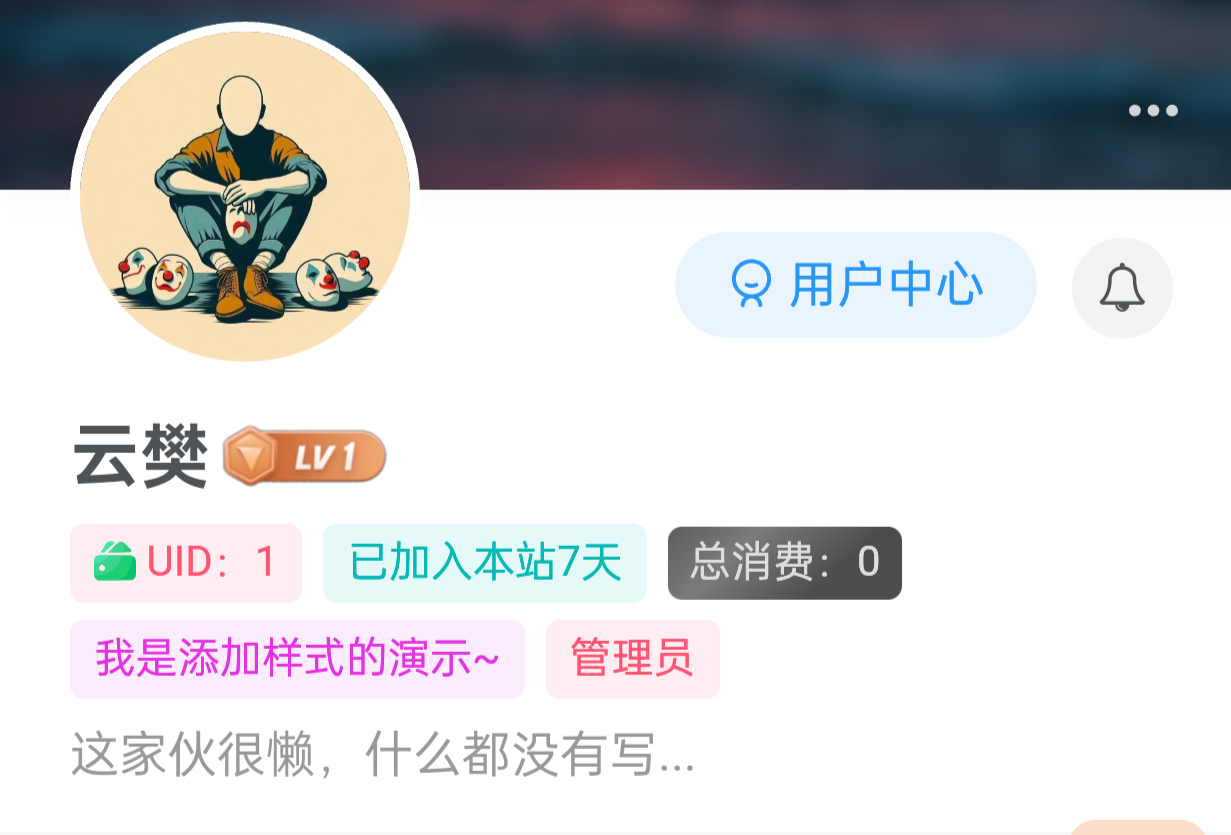 用户中心
云樊 LV 1
UID：1 已加入本站7天 总消费：0
我是添加样式的演示~ 管理员
这家伙很懒，什么都没有写...